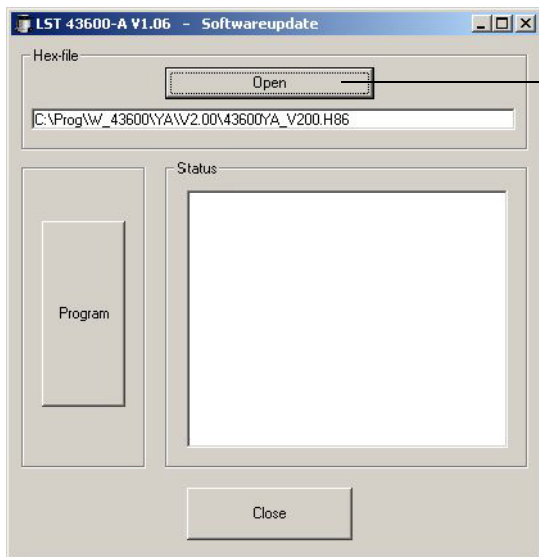 LST 43600-A V1.06 - Softwareupdate
Hex-file
Open
C:\Prog\W_43600\YA\V2.00\43600YA_V200.H86
Status
Program
Close